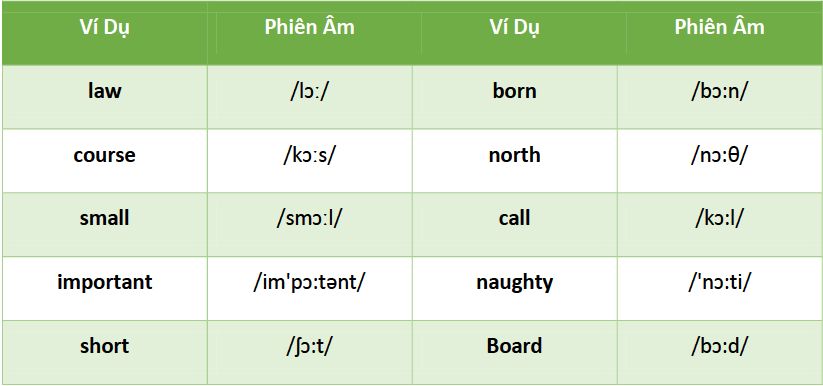 Ví Dụ Phiên Âm Ví Dụ Phiên Âm
law /lɔː/ born /bɔːn/
course /kɔːs/ north /nɔːθ/
small /smɔːl/ call /kɔːl/
important /im'pɔːtənt/ naughty /'nɔːti/
short /ʃɔːt/ Board /bɔːd/